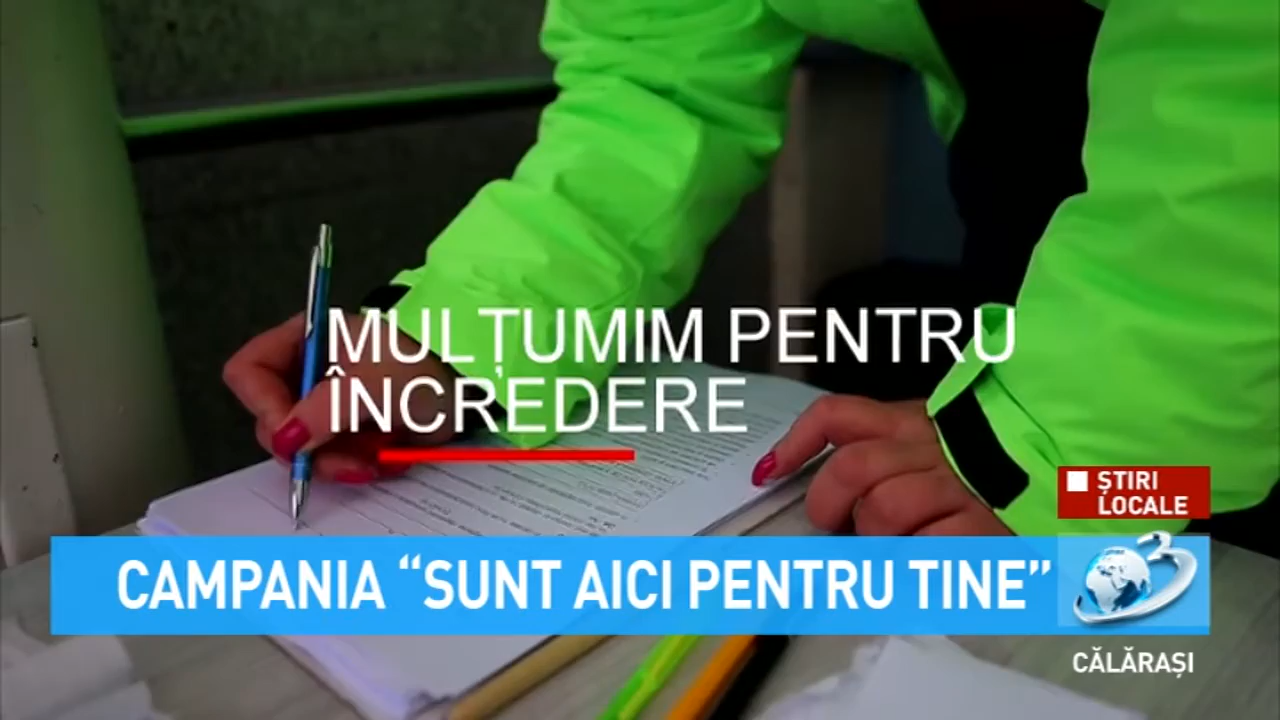 MULȚUMIM PENTRU
ÎNCREDERE
ȘTIRI
LOCALE
CAMPANIA “SUNT AICI PENTRU TINE”
3
CĂLĂRAȘI